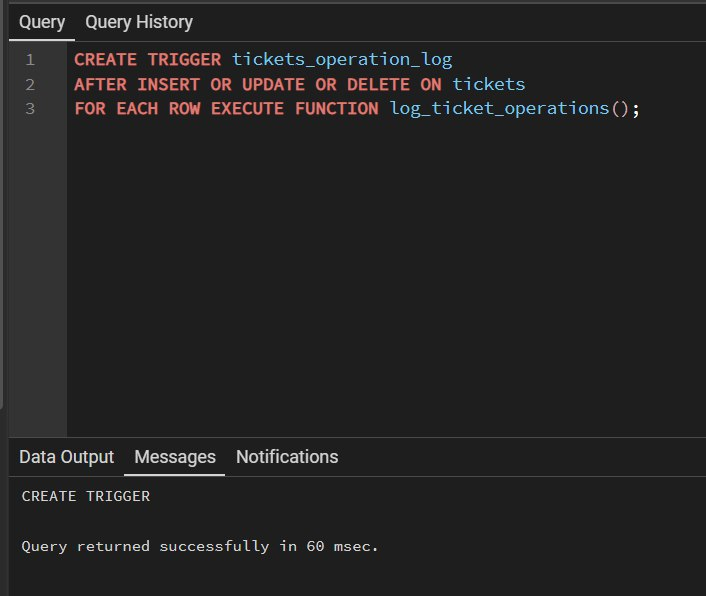 Query Query History
1 CREATE TRIGGER tickets_operation_log
2 AFTER INSERT OR UPDATE OR DELETE ON tickets
3 FOR EACH ROW EXECUTE FUNCTION log_ticket_operations();
Data Output Messages Notifications
CREATE TRIGGER
Query returned successfully in 60 msec.